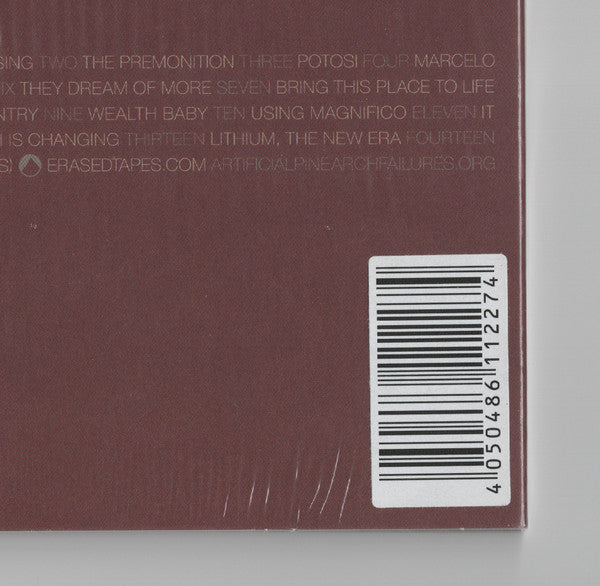 SING TWO THE PREMONITION THREE POTOSI FOUR MARCELO
IX THEY DREAM OF MORE SEVEN BRING THIS PLACE TO LIFE
NTRY NINE WEALTH BABY TEN USING MAGNIFICO ELEVEN IT
I IS CHANGING THIRTEEN LITHIUM, THE NEW ERA FOURTEEN
S) ERASEDTAPES.COM ARTIFICIALPINEARCHFAILURES.ORG
4 050486 112274